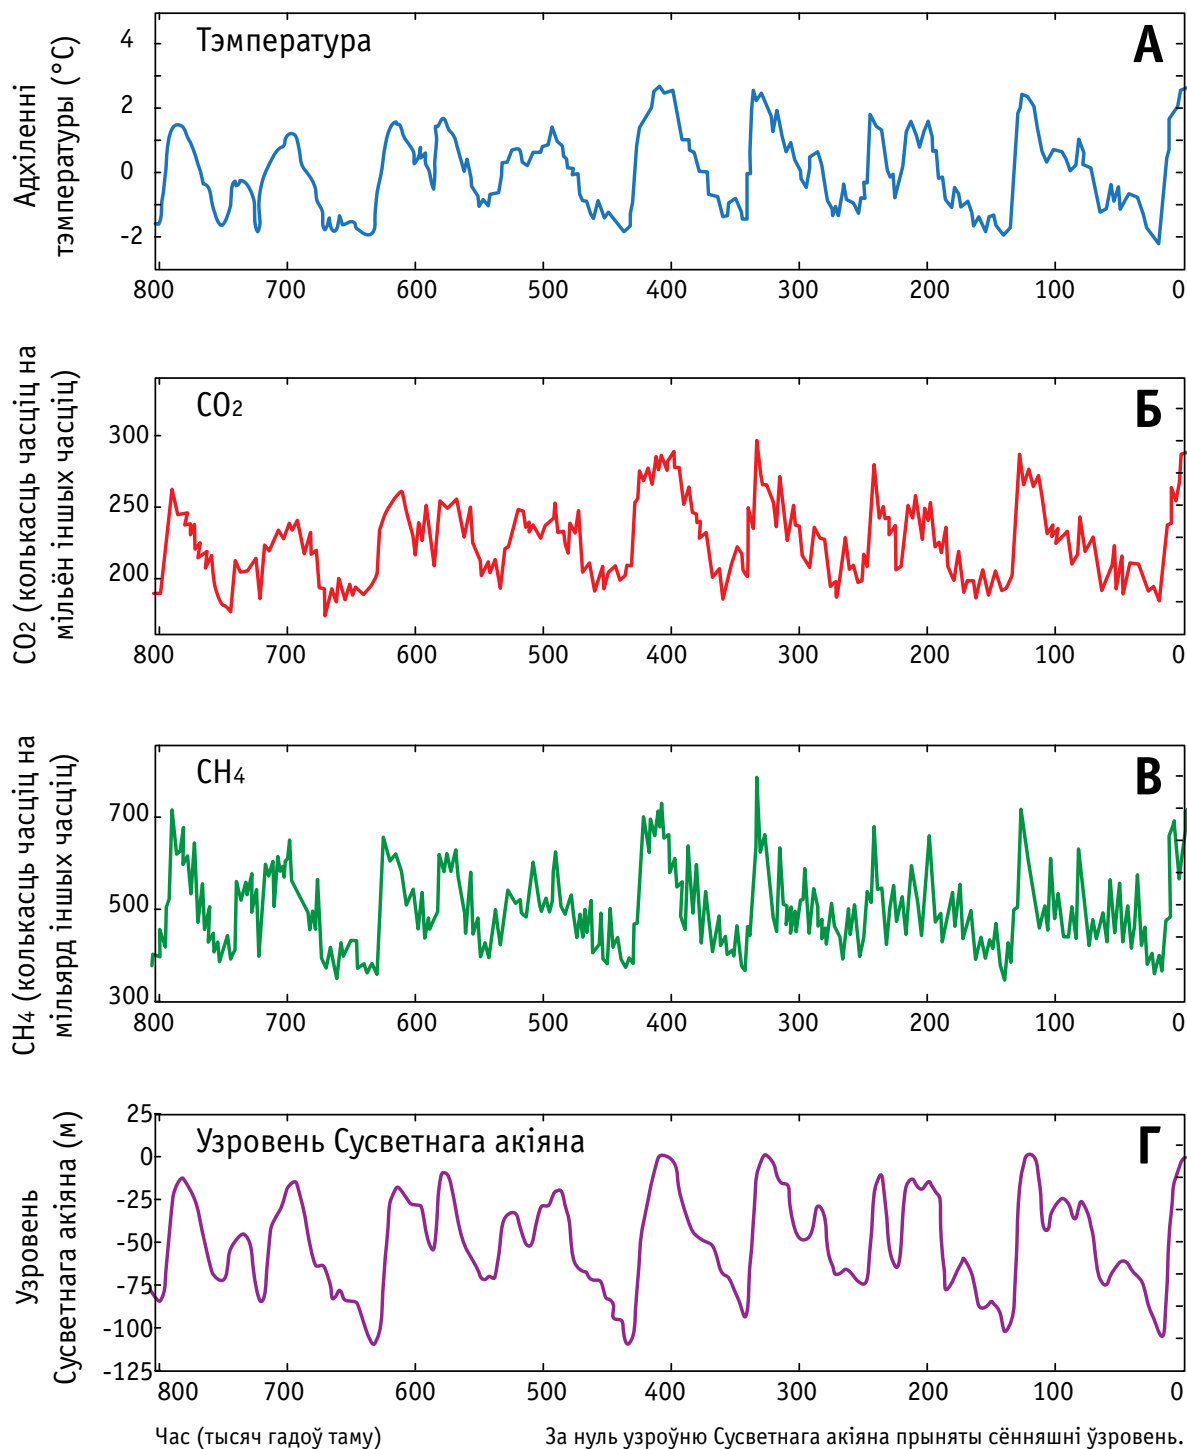 Тэмпература
А
Адхіленні
тэмпературы (°C)
4
2
0
-2
800 700 600 500 400 300 200 100 0
CO2
Б
CO2 (колькасць часціц на
мільён іншых часціц)
300
250
200
800 700 600 500 400 300 200 100 0
CH4
В
CH4 (колькасць часціц на
мільярд іншых часціц)
700
500
300
800 700 600 500 400 300 200 100 0
Узровень Сусветнага акіяна
Г
Узровень
Сусветнага акіяна (м)
25
0
-25
-50
-75
-100
-125
800 700 600 500 400 300 200 100 0
Час (тысяч гадоў таму)
За нуль узроўню Сусветнага акіяна прыняты сённяшні ўзровень.